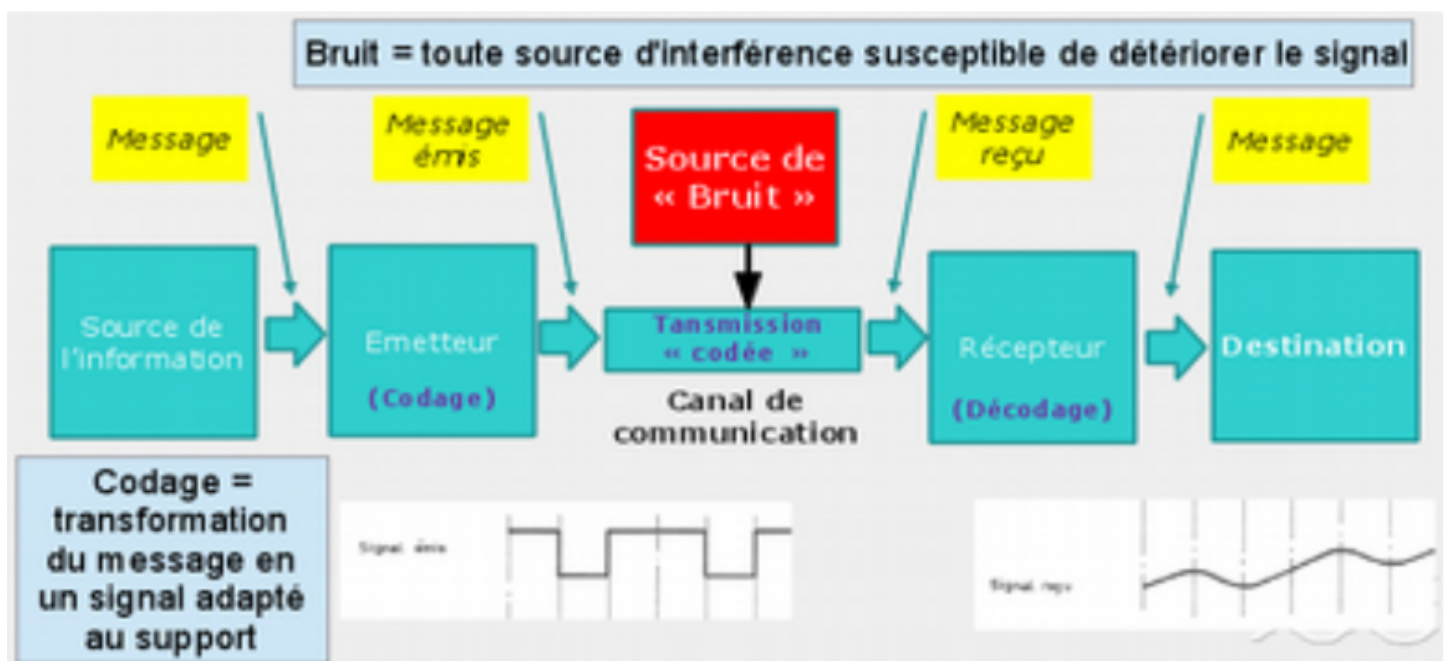 Bruit = toute source d'interférence susceptible de détériorer le signal
Message
Message
émis
Source de
« Bruit »
Message
reçu
Message
Source de
l'information
Emetteur
(Codage)
Tansmission
« codée »
Canal de
communication
Récepteur
(Décodage)
Destination
Codage =
transformation
du message en
un signal adapté
au support
Signal émis
Signal reçu